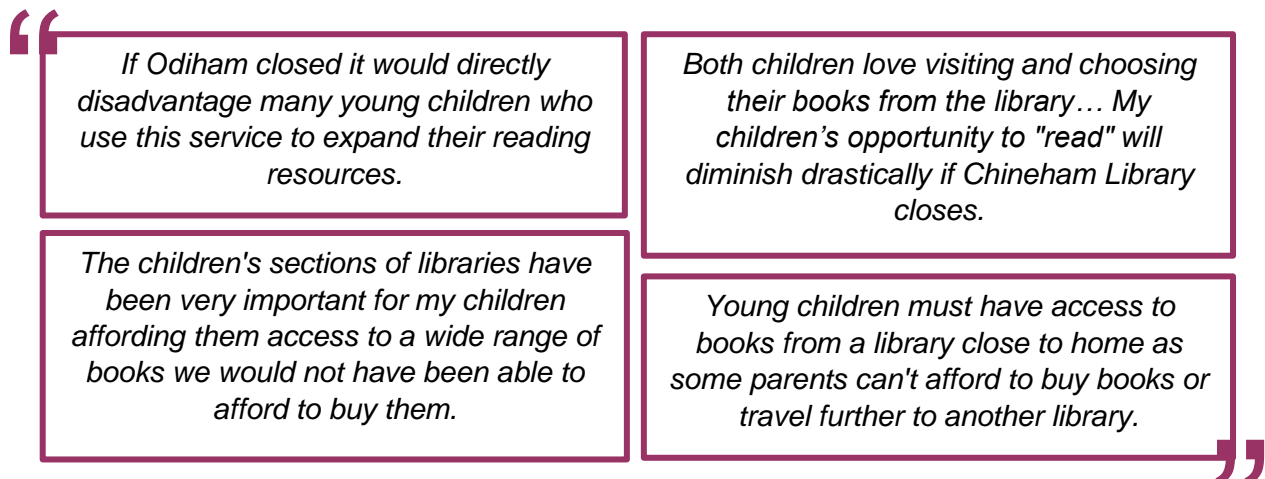 “
If Odiham closed it would directly
disadvantage many young children who
use this service to expand their reading
resources.
Both children love visiting and choosing
their books from the library… My
children’s opportunity to "read" will
diminish drastically if Chineham Library
closes.
The children's sections of libraries have
been very important for my children
affording them access to a wide range of
books we would not have been able to
afford to buy them.
Young children must have access to
books from a library close to home as
some parents can't afford to buy books or
travel further to another library.
”